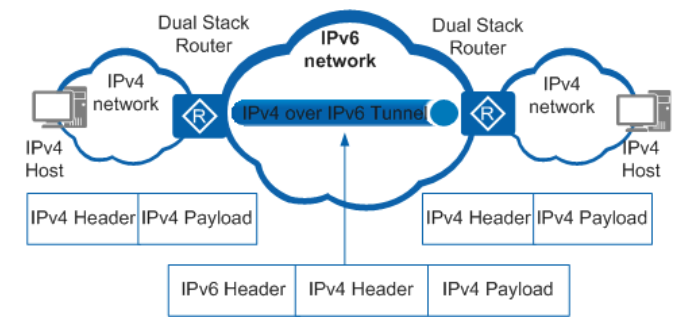 Dual Stack
Router
IPv6
network
Dual Stack
Router
IPv4
network
IPv4
network
R
IPv4 over IPv6 Tunnel
R
IPv4
Host
IPv4
Host
IPv4 Header
IPv4 Payload
IPv4 Header
IPv4 Payload
IPv6 Header
IPv4 Header
IPv4 Payload